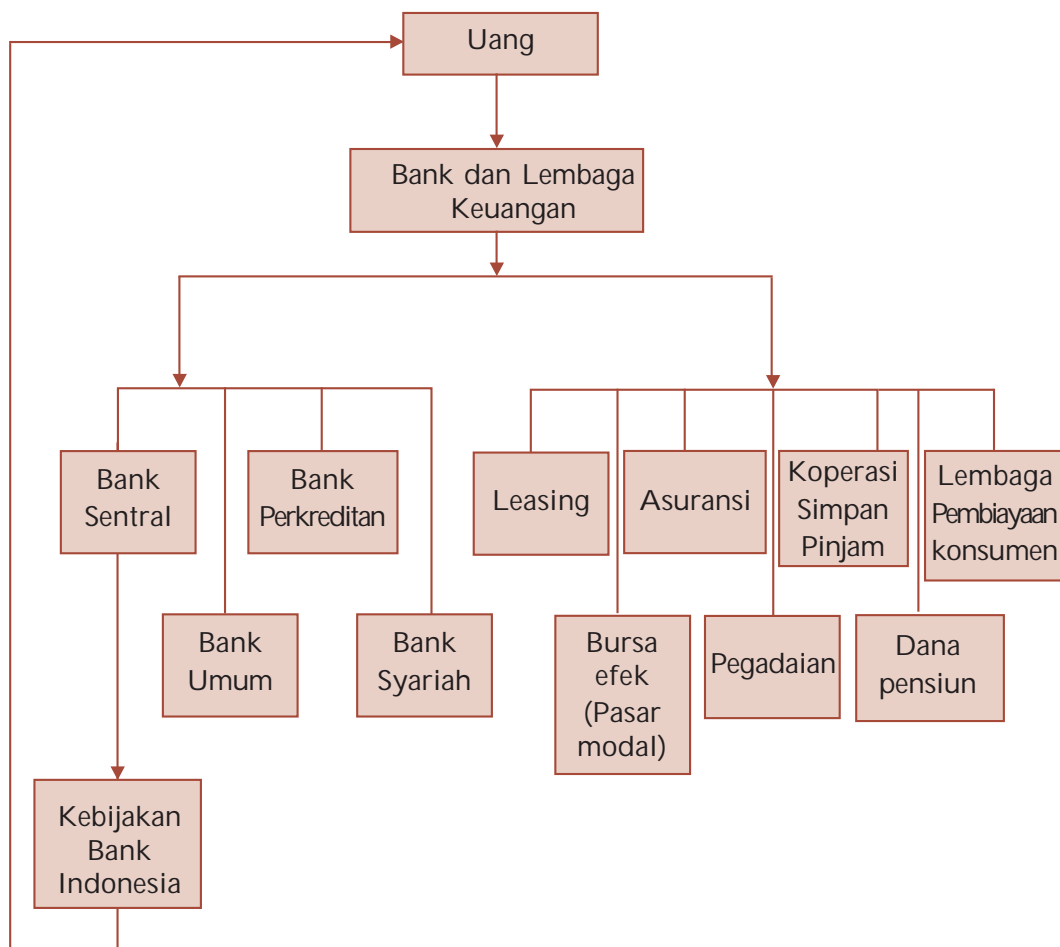 Uang
Bank dan Lembaga
Keuangan
Bank
Sentral
Bank
Perkreditan
Leasing
Asuransi
Koperasi
Simpan
Pinjam
Lembaga
Pembiayaan
konsumen
Bank
Umum
Bank
Syariah
Bursa
efek
(Pasar
modal)
Pegadaian
Dana
pensiun
Kebijakan
Bank
Indonesia